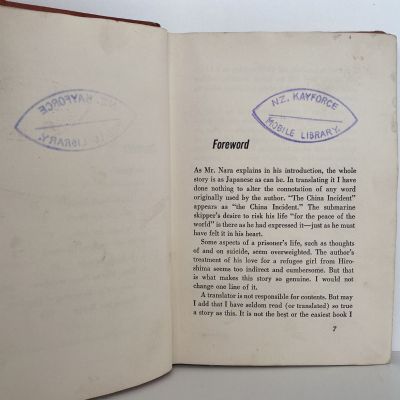 NZ. KAYFORCE
MOBILE LIBRARY.
Foreword
As Mr. Nara explains in his introduction, the whole
story is as Japanese as can be. In translating it I have
done nothing to alter the connotation of any word
originally used by the author. "The China Incident"
appears as "the China Incident." The submarine
skipper's desire to risk his life "for the peace of the
world" is there as he had expressed it—just as he must
have felt it in his heart.
Some aspects of a prisoner's life, such as thoughts
of and on suicide, seem overweighted. The author's
treatment of his love for a refugee girl from Hiro-
shima seems too indirect and cumbersome. But that
is what makes this story so genuine. I would not
change one line of it.
A translator is not responsible for contents. But may
I add that I have seldom read (or translated) so true
a story as this. It is not the best or the easiest book I
7